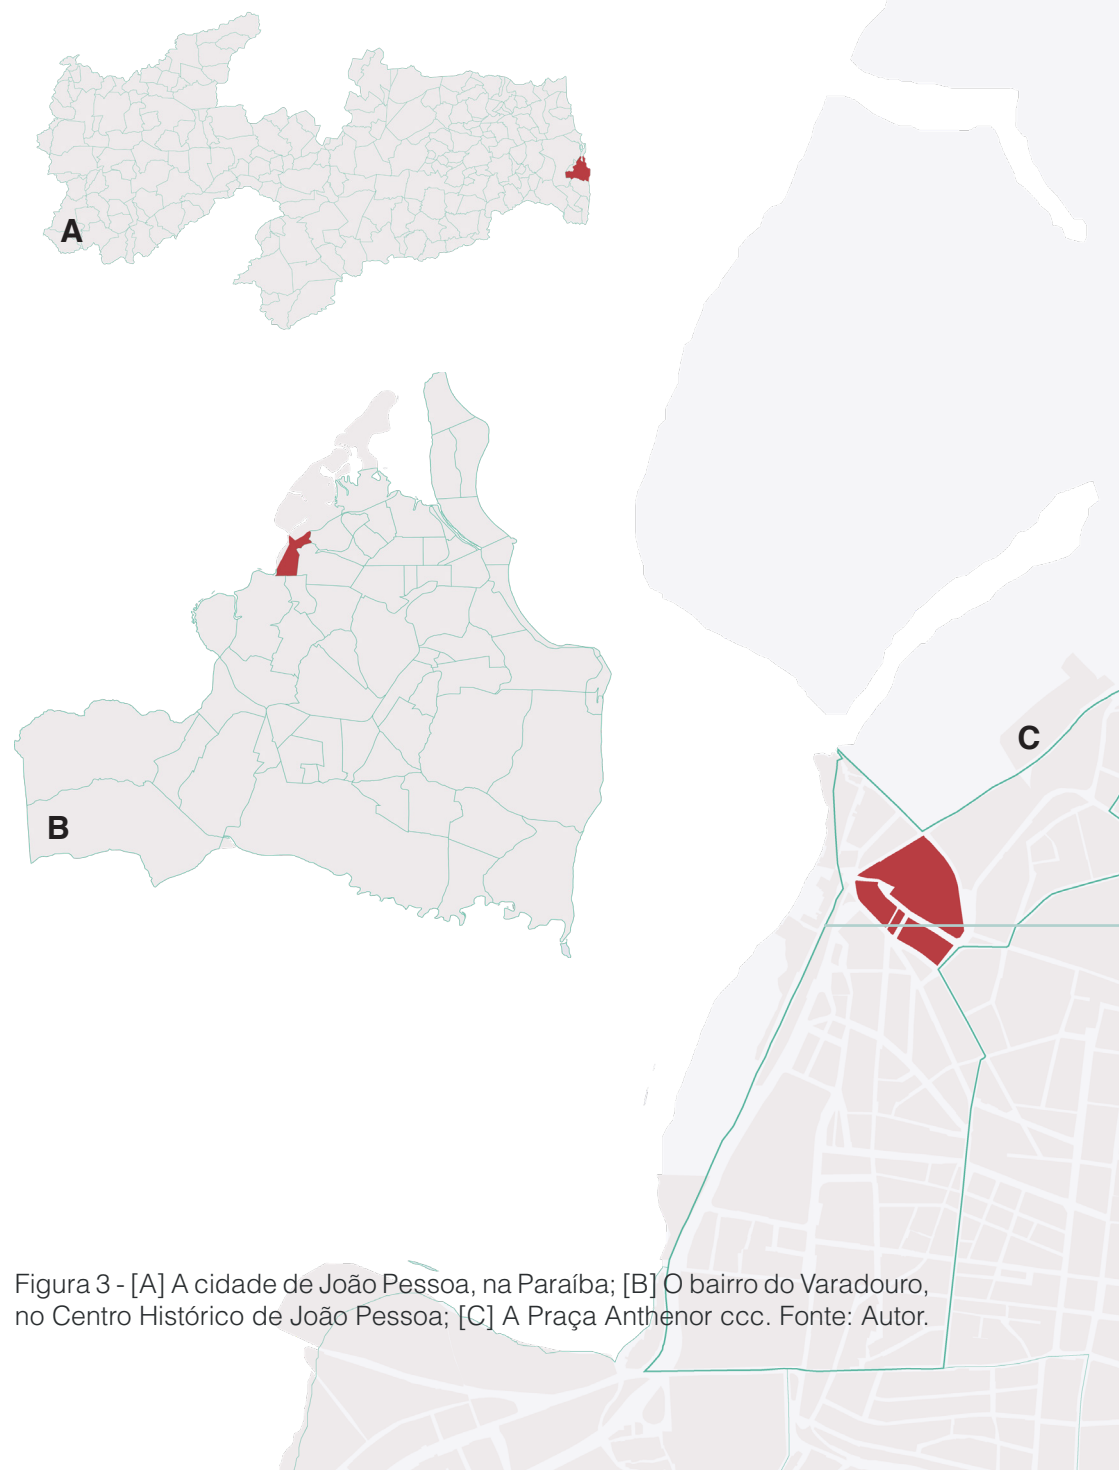 A
B
C
Figura 3 - [A] A cidade de João Pessoa, na Paraíba; [B] O bairro do Varadouro,
no Centro Histórico de João Pessoa; [C] A Praça Anthenor ccc. Fonte: Autor.